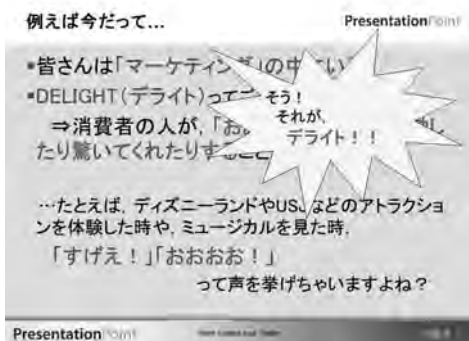 例えば今だって...
PresentationPoint
▪皆さんは「マーケティング」の中
▪DELIGHT(デライト)って
⇒消費者の人が,「お
たり驚いてくれたりする
そう!
それが,
デライト!!
…たとえば, ディズニーランドやUSJなどのアトラクショ
ンを体験した時や, ミュージカルを見た時,
「すげえ!」「おおおお!」
って声を挙げちゃいますよね?
PresentationPoint